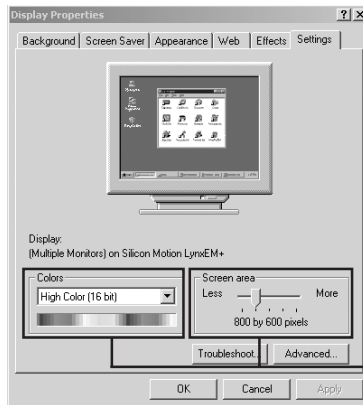 Display Properties
Background Screen Saver Appearance Web Effects Settings
Display:
(Multiple Monitors) on Silicon Motion LynxEM+
Colors
High Color (16 bit)
Screen area
Less More
800 by 600 pixels
Troubleshoot... Advanced...
OK Cancel Apply